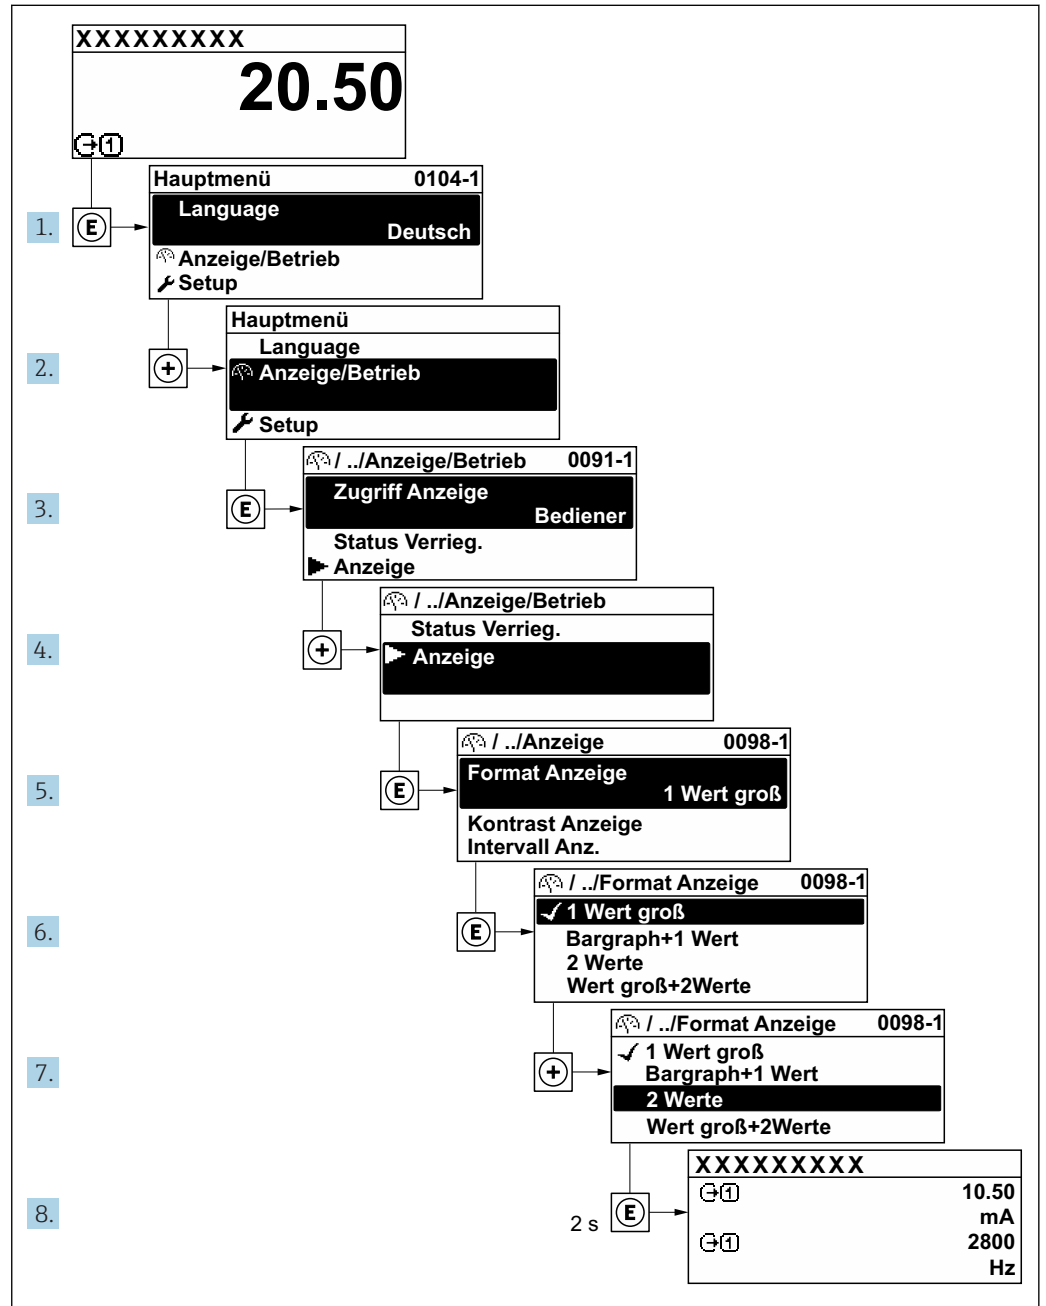 XXXXXXXXX
20.50
1
Hauptmenü 0104-1
1. E Language
Deutsch
Anzeige/Betrieb
Setup
Hauptmenü
Language
2. + Anzeige/Betrieb
Setup
/ ../Anzeige/Betrieb 0091-1
3. E Zugriff Anzeige
Bediener
Status Verrieg.
Anzeige
/ ../Anzeige/Betrieb
Status Verrieg.
4. + Anzeige
/ ../Anzeige 0098-1
5. E Format Anzeige
1 Wert groß
Kontrast Anzeige
Intervall Anz.
/ ../Format Anzeige 0098-1
✓ 1 Wert groß
6. E Bargraph+1 Wert
2 Werte
Wert groß+2Werte
/ ../Format Anzeige 0098-1
✓ 1 Wert groß
7. + Bargraph+1 Wert
2 Werte
Wert groß+2Werte
XXXXXXXXX
1 10.50
8. 2 s E mA
1 2800
Hz